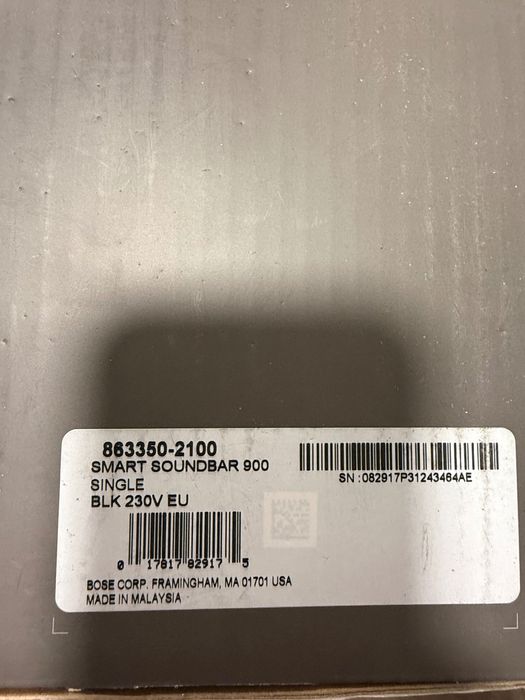 863350-2100
SMART SOUNDBAR 900
SINGLE
BLK 230V EU
SN :082917P31243464AE
0 17817 82917 5
BOSE CORP. FRAMINGHAM, MA 01701 USA
MADE IN MALAYSIA